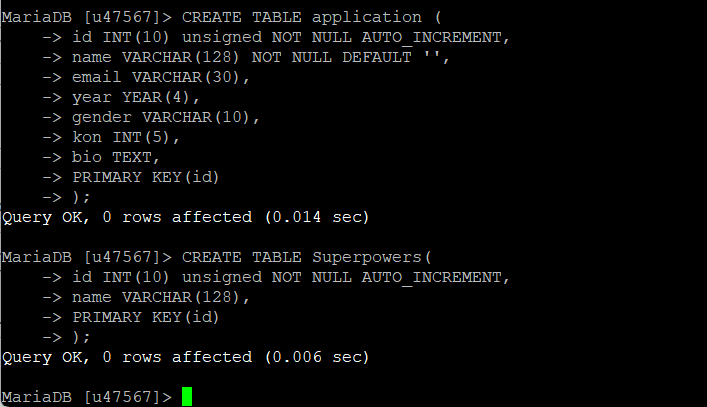 MariaDB [u47567]> CREATE TABLE application (
    -> id INT(10) unsigned NOT NULL AUTO_INCREMENT,
    -> name VARCHAR(128) NOT NULL DEFAULT '',
    -> email VARCHAR(30),
    -> year YEAR(4),
    -> gender VARCHAR(10),
    -> kon INT(5),
    -> bio TEXT,
    -> PRIMARY KEY(id)
    -> );
Query OK, 0 rows affected (0.014 sec)

MariaDB [u47567]> CREATE TABLE Superpowers(
    -> id INT(10) unsigned NOT NULL AUTO_INCREMENT,
    -> name VARCHAR(128),
    -> PRIMARY KEY(id)
    -> );
Query OK, 0 rows affected (0.006 sec)

MariaDB [u47567]>